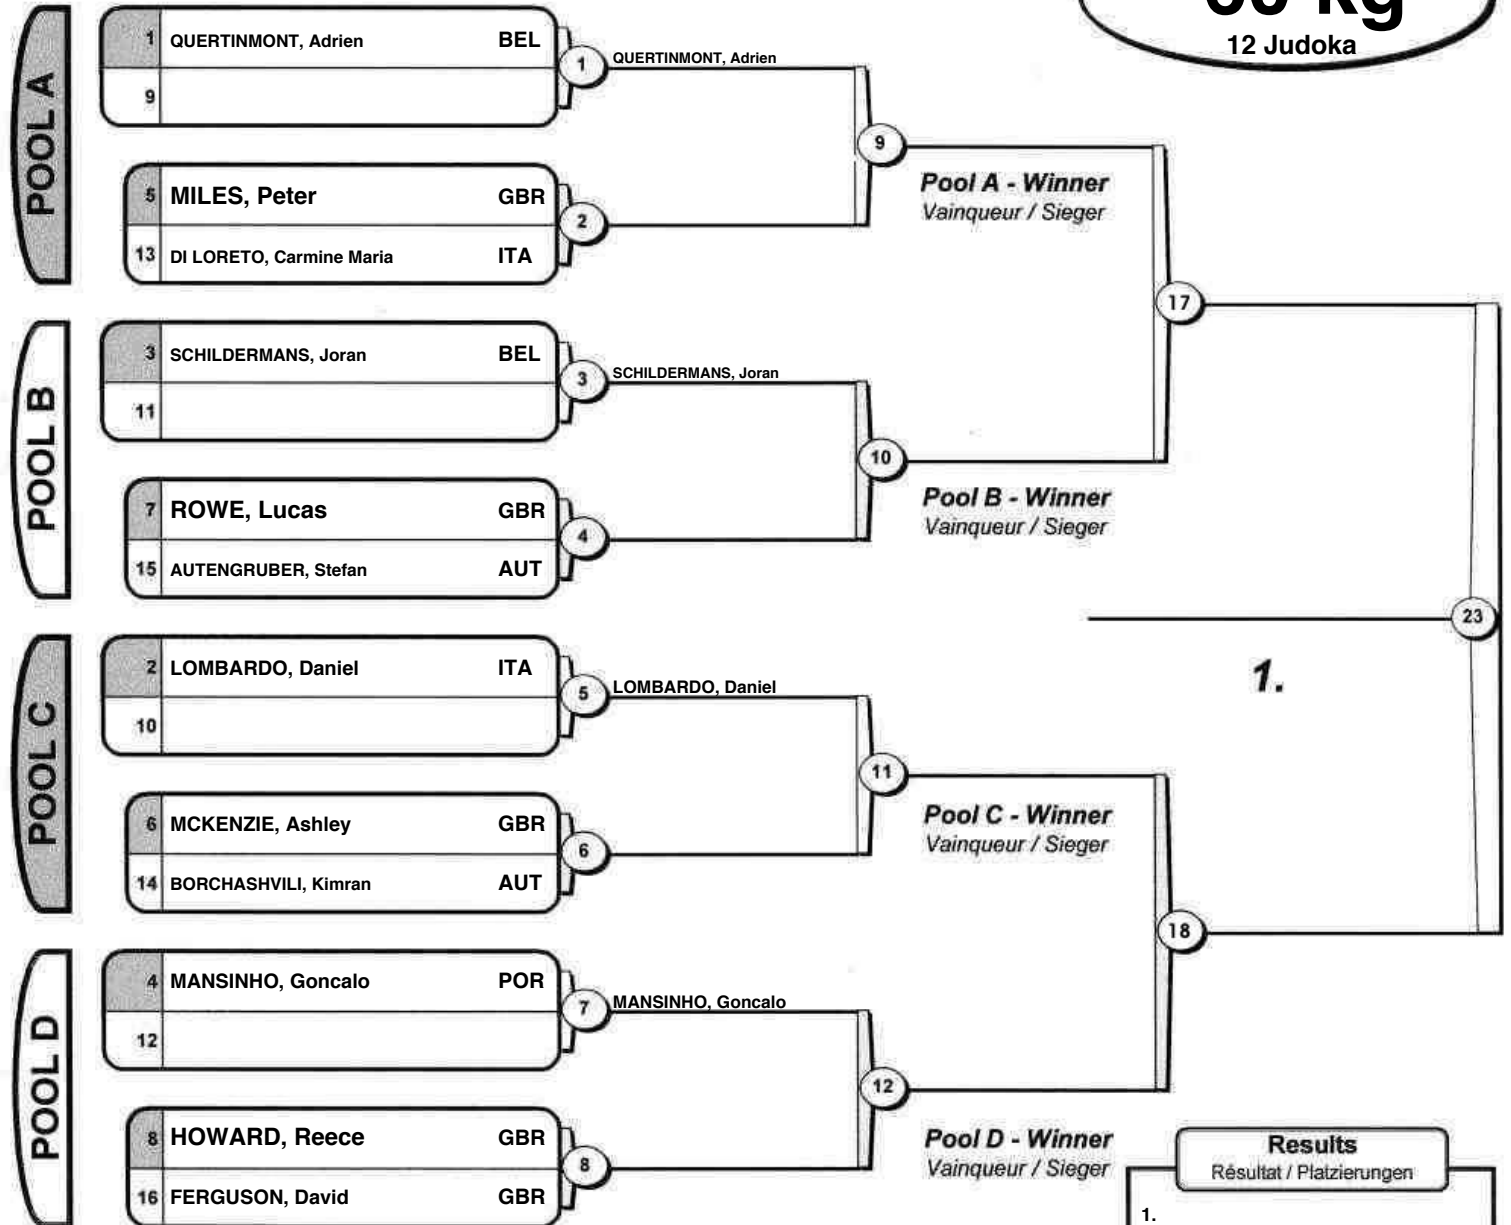 12 Judoka
POOL A
1 QUERTINMONT, Adrien BEL
9
1 QUERTINMONT, Adrien
5 MILES, Peter GBR
13 DI LORETO, Carmine Maria ITA
2
9
Pool A - Winner
Vainqueur / Sieger
17
POOL B
3 SCHILDERMANS, Joran BEL
11
3 SCHILDERMANS, Joran
7 ROWE, Lucas GBR
15 AUTENGRUBER, Stefan AUT
4
10
Pool B - Winner
Vainqueur / Sieger
23
1.
POOL C
2 LOMBARDO, Daniel ITA
10
5 LOMBARDO, Daniel
6 MCKENZIE, Ashley GBR
14 BORCHASHVILI, Kimran AUT
6
11
Pool C - Winner
Vainqueur / Sieger
18
POOL D
4 MANSINHO, Goncalo POR
12
7 MANSINHO, Goncalo
8 HOWARD, Reece GBR
16 FERGUSON, David GBR
8
12
Pool D - Winner
Vainqueur / Sieger
Results
Résultat / Platzierungen
1.